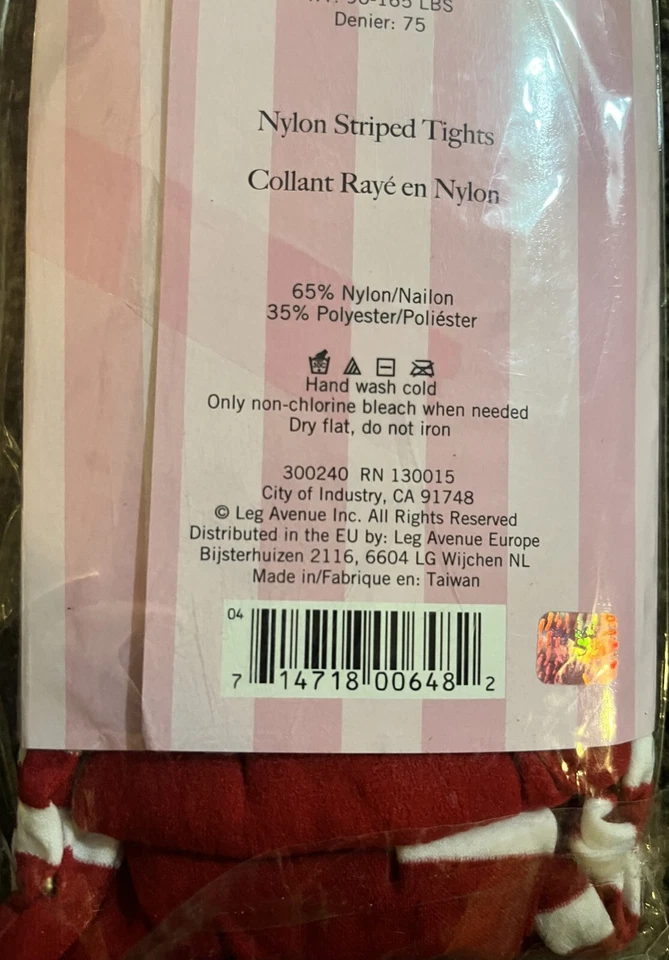 LBS
Denier: 75
Nylon Striped Tights
Collant Rayé en Nylon
65% Nylon/Nailon
35% Polyester/Poliéster
Hand wash cold
Only non-chlorine bleach when needed
Dry flat, do not iron
300240 RN 130015
City of Industry, CA 91748
© Leg Avenue Inc. All Rights Reserved
Distributed in the EU by: Leg Avenue Europe
Bijsterhuizen 2116, 6604 LG Wijchen NL
Made in/Fabrique en: Taiwan
04
7 14718 00648 2